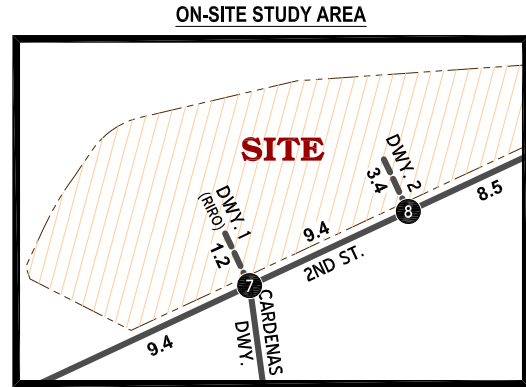 ON-SITE STUDY AREA
SITE
DWY. 2
3.4
8
8.5
9.4
2ND ST.
DWY. 1
(RIRO)
1.2
7
CARDENAS
DWY.
9.4